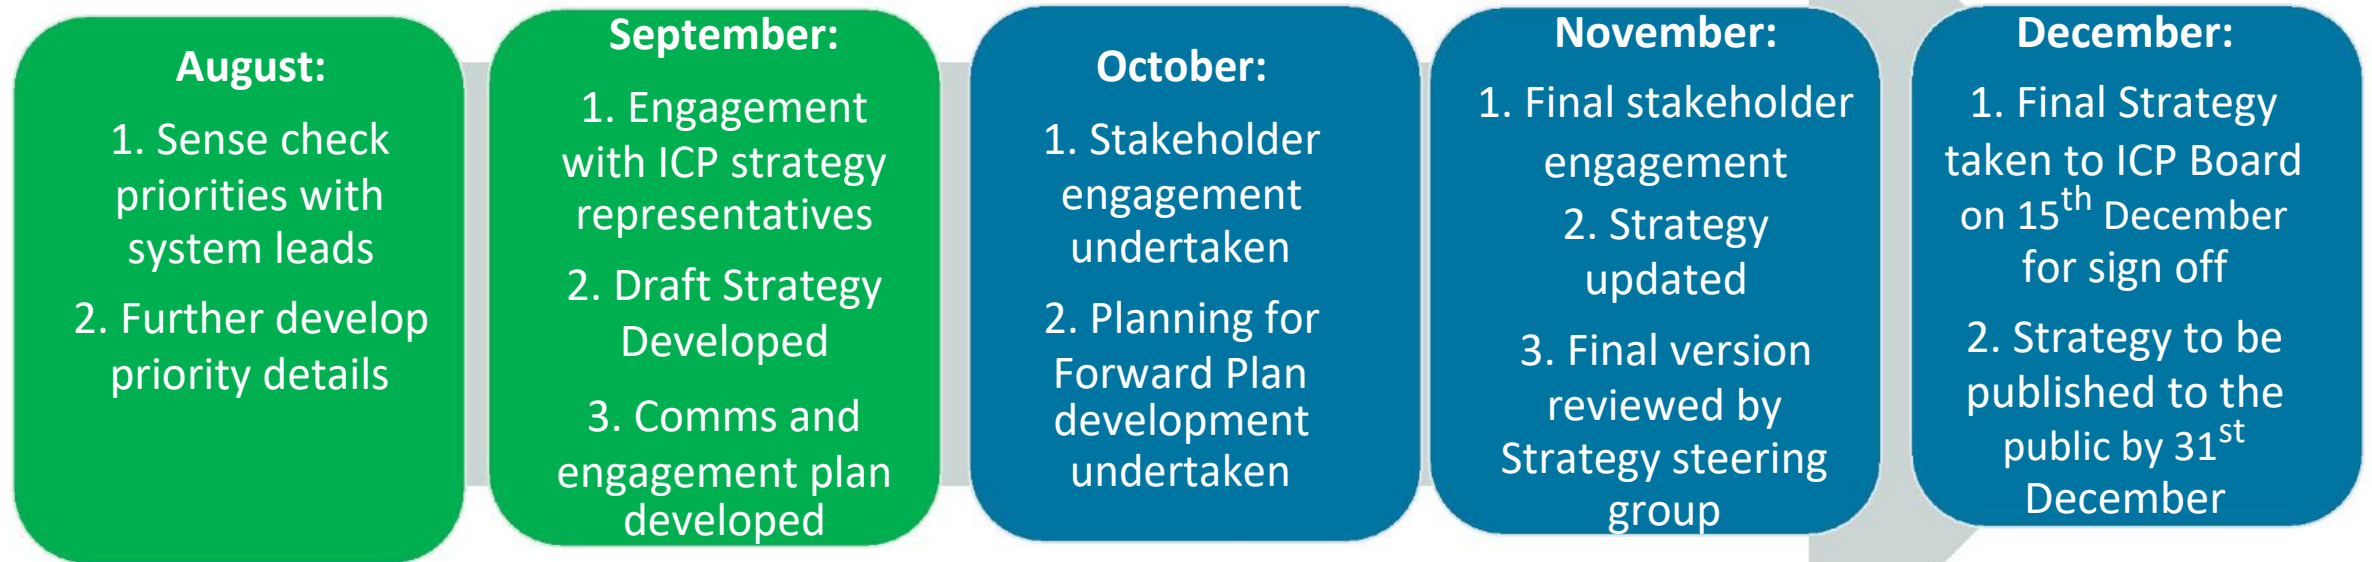 August:
1. Sense check
priorities with
system leads
2. Further develop
priority details
September:
1. Engagement
with ICP strategy
representatives
2. Draft Strategy
Developed
3. Comms and
engagement plan
developed
October:
1. Stakeholder
engagement
undertaken
2. Planning for
Forward Plan
development
undertaken
November:
1. Final stakeholder
engagement
2. Strategy
updated
3. Final version
reviewed by
Strategy steering
group
December:
1. Final Strategy
taken to ICP Board
on 15th December
for sign off
2. Strategy to be
published to the
public by 31st
December